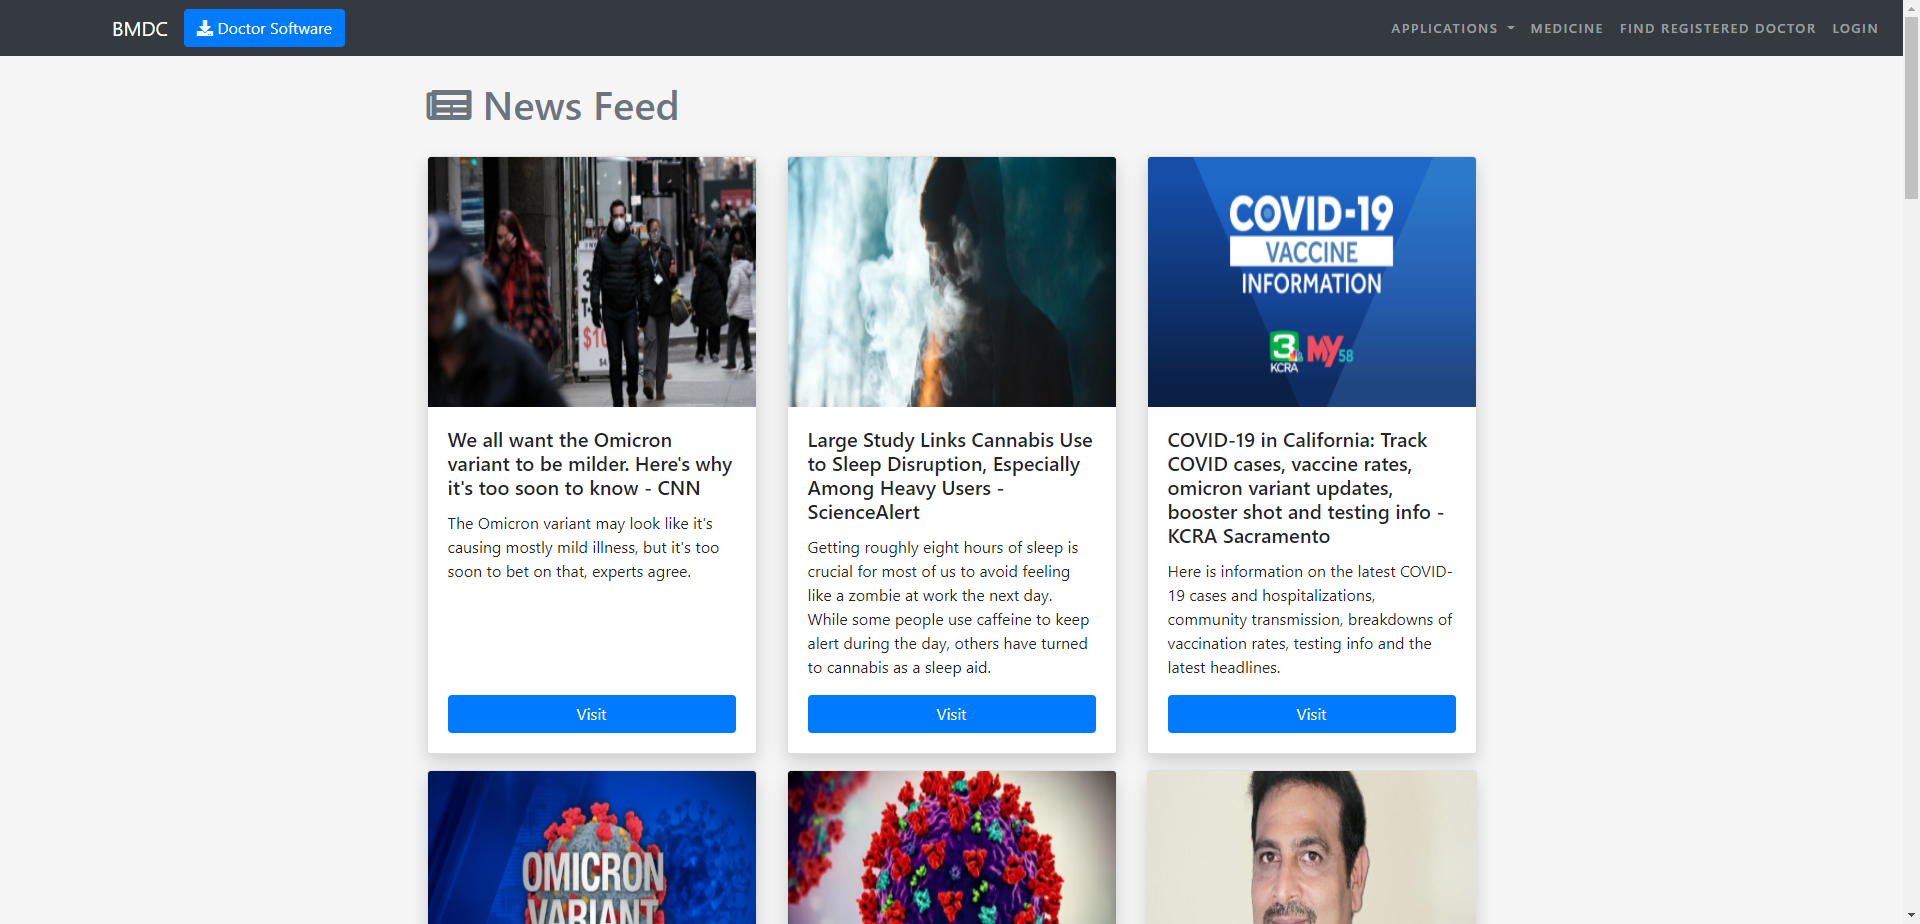 BMDC
Doctor Software
APPLICATIONS
MEDICINE
FIND REGISTERED DOCTOR
LOGIN
News Feed
COVID-19
VACCINE
INFORMATION
3
KCRA
MY58
We all want the Omicron
variant to be milder. Here's why
it's too soon to know - CNN
The Omicron variant may look like it's
causing mostly mild illness, but it's too
soon to bet on that, experts agree.
Visit
Large Study Links Cannabis Use
to Sleep Disruption, Especially
Among Heavy Users -
ScienceAlert
Getting roughly eight hours of sleep is
crucial for most of us to avoid feeling
like a zombie at work the next day.
While some people use caffeine to keep
alert during the day, others have turned
to cannabis as a sleep aid.
Visit
COVID-19 in California: Track
COVID cases, vaccine rates,
omicron variant updates,
booster shot and testing info -
KCRA Sacramento
Here is information on the latest COVID-
19 cases and hospitalizations,
community transmission, breakdowns of
vaccination rates, testing info and the
latest headlines.
Visit
OMICRON
VARIANT